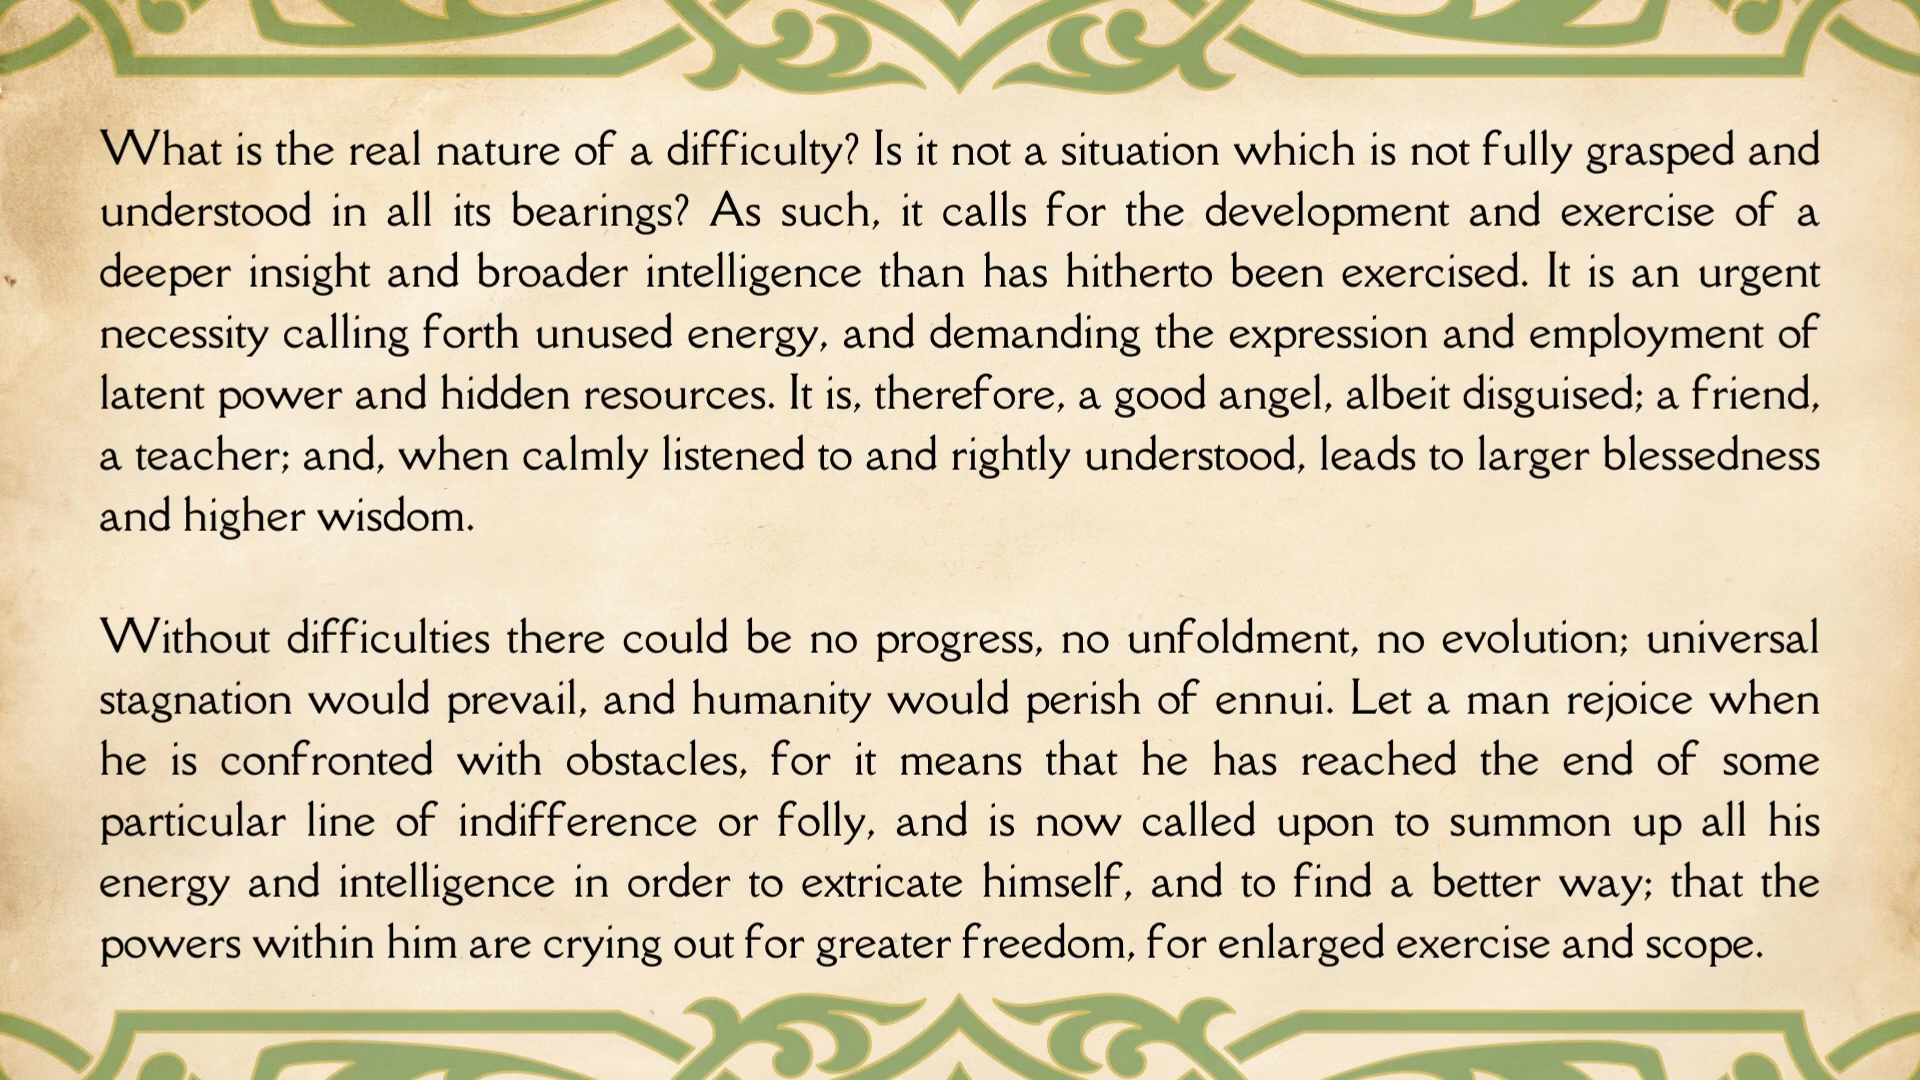 What is the real nature of a difficulty? Is it not a situation which is not fully grasped and
understood in all its bearings? As such, it calls for the development and exercise of a
deeper insight and broader intelligence than has hitherto been exercised. It is an urgent
necessity calling forth unused energy, and demanding the expression and employment of
latent power and hidden resources. It is, therefore, a good angel, albeit disguised; a friend,
a teacher; and, when calmly listened to and rightly understood, leads to larger blessedness
and higher wisdom.
Without difficulties there could be no progress, no unfoldment, no evolution; universal
stagnation would prevail, and humanity would perish of ennui. Let a man rejoice when
he is confronted with obstacles, for it means that he has reached the end of some
particular line of indifference or folly, and is now called upon to summon up all his
energy and intelligence in order to extricate himself, and to find a better way; that the
powers within him are crying out for greater freedom, for enlarged exercise and scope.